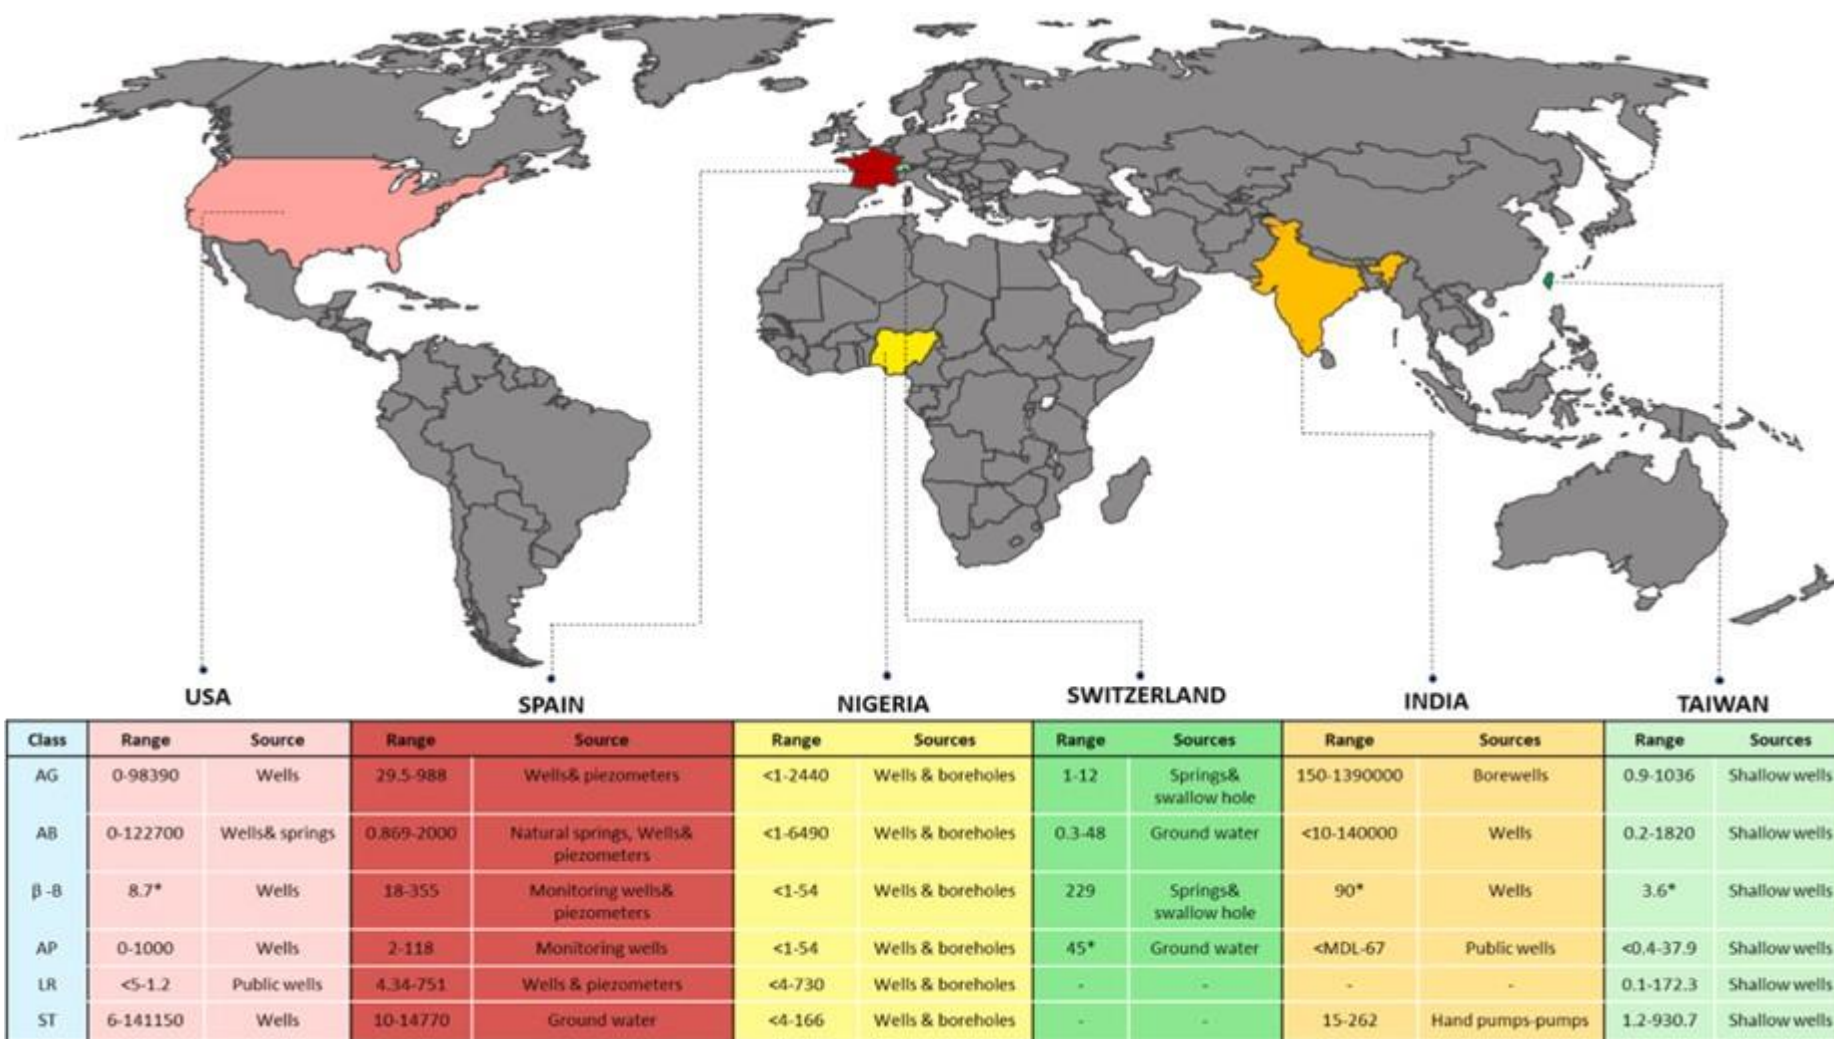 USA
SPAIN
NIGERIA
SWITZERLAND
INDIA
TAIWAN
Class Range Source Range Source Range Sources Range Sources Range Sources Range Sources
AG 0-98390 Wells 29.5-988 Wells& piezometers <1-2440 Wells & boreholes 1-12 Springs& 150-1390000 Borewells 0.9-1036 Shallow wells
swallow hole
AB 0-122700 Wells& springs 0.869-2000 Natural springs, Wells& <1-6490 Wells & boreholes 0.3-48 Ground water <10-140000 Wells 0.2-1820 Shallow wells
piezometers
β -B 8.7* Wells 18-355 Monitoring wells& <1-54 Wells & boreholes 229 Springs& 90* Wells 3.6* Shallow wells
piezometers swallow hole
AP 0-1000 Wells 2-118 Monitoring wells <1-54 Wells & boreholes 45* Ground water <MDL-67 Public wells <0.4-37.9 Shallow wells
LR <5-1.2 Public wells 4.34-751 Wells & piezometers <4-730 Wells & boreholes - - - - 0.1-172.3 Shallow wells
ST 6-141150 Wells 10-14770 Ground water <4-166 Wells & boreholes - - 15-262 Hand pumps-pumps 1.2-930.7 Shallow wells